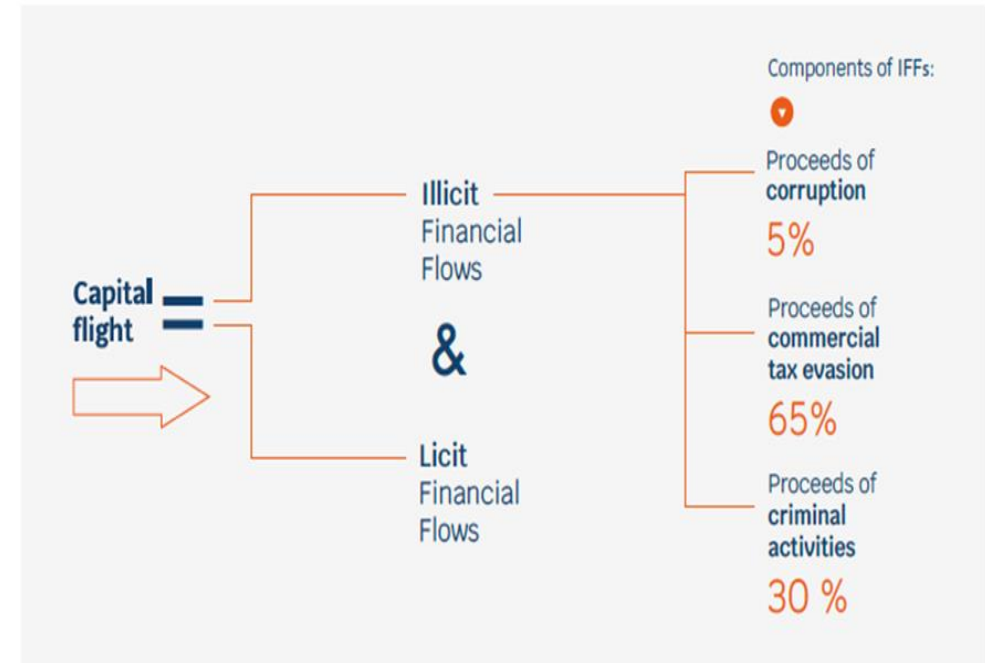 Capital
flight
=
Illicit
Financial
Flows
&
Licit
Financial
Flows
Components of IFFs:
Proceeds of
corruption
5%
Proceeds of
commercial
tax evasion
65%
Proceeds of
criminal
activities
30 %